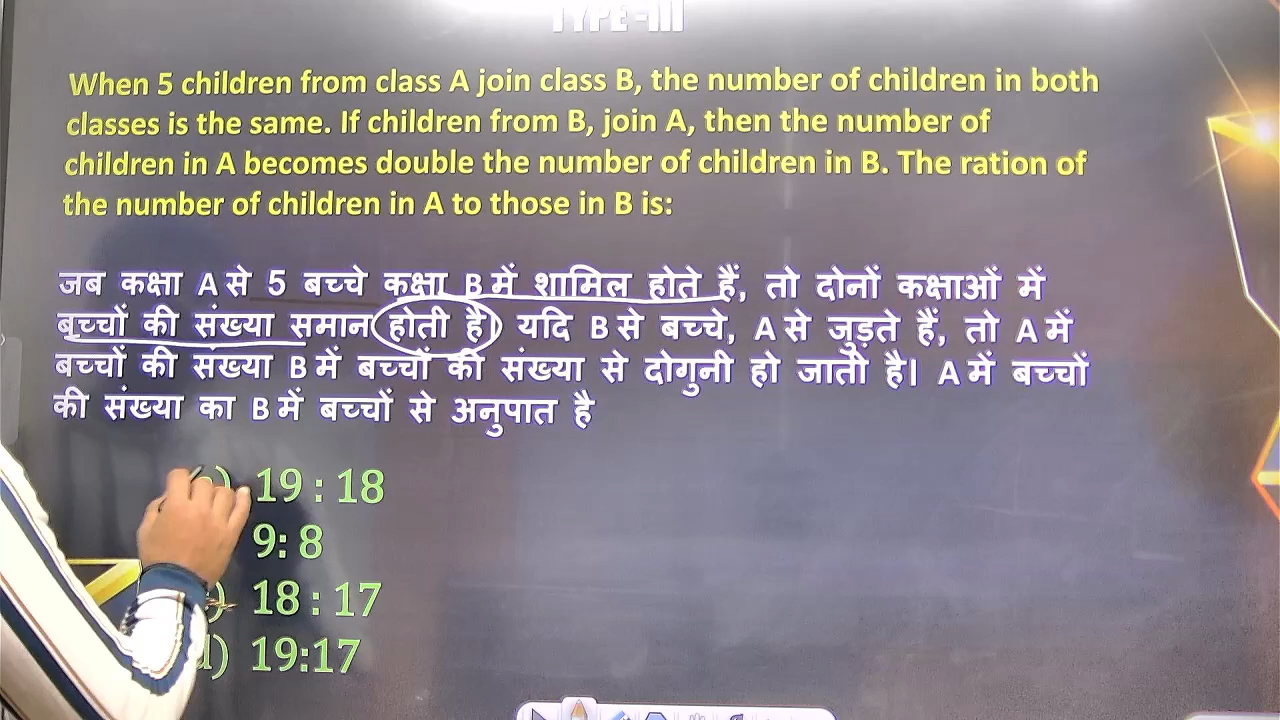 TYPE-III
When 5 children from class A join class B, the number of children in both
classes is the same. If children from B, join A, then the number of
children in A becomes double the number of children in B. The ration of
the number of children in A to those in B is:
जब कक्षा A से 5 बच्चे कक्षा B में शामिल होते हैं, तो दोनों कक्षाओं में
बच्चों की संख्या समान होती है। यदि B से बच्चे, A से जुड़ते हैं, तो A में
बच्चों की संख्या B में बच्चों की संख्या से दोगुनी हो जाती है। A में बच्चों
की संख्या का B में बच्चों से अनुपात है
19 : 18
9: 8
18 : 17
d) 19:17